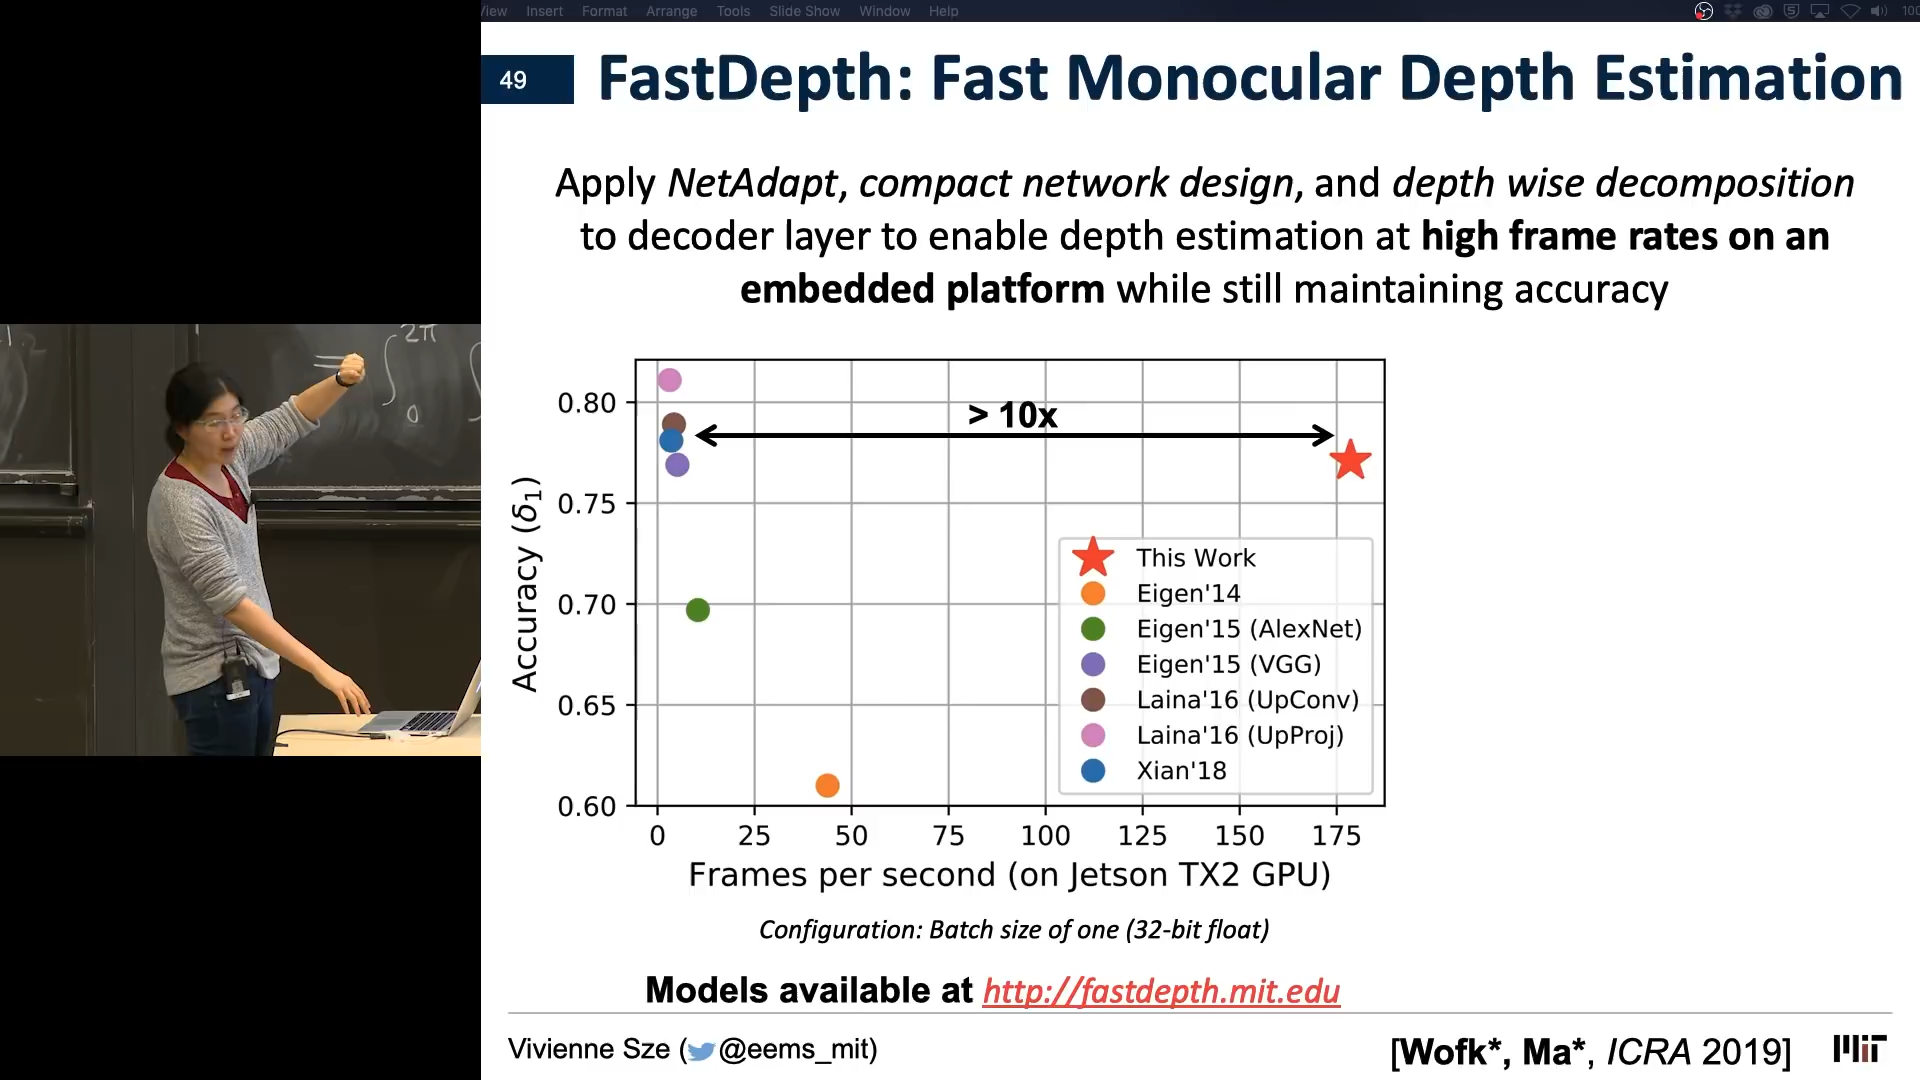 View Insert Format Arrange Tools Slide Show Window Help
49
FastDepth: Fast Monocular Depth Estimation
Apply NetAdapt, compact network design, and depth wise decomposition
to decoder layer to enable depth estimation at high frame rates on an
embedded platform while still maintaining accuracy
2π
=∫
0
> 10x
Accuracy (δ1)
0.80
0.75
0.70
0.65
0.60
This Work
Eigen'14
Eigen'15 (AlexNet)
Eigen'15 (VGG)
Laina'16 (UpConv)
Laina'16 (UpProj)
Xian'18
0 25 50 75 100 125 150 175
Frames per second (on Jetson TX2 GPU)
Configuration: Batch size of one (32-bit float)
Models available at http://fastdepth.mit.edu
Vivienne Sze (@eems_mit)
[Wofk*, Ma*, ICRA 2019]
MIT